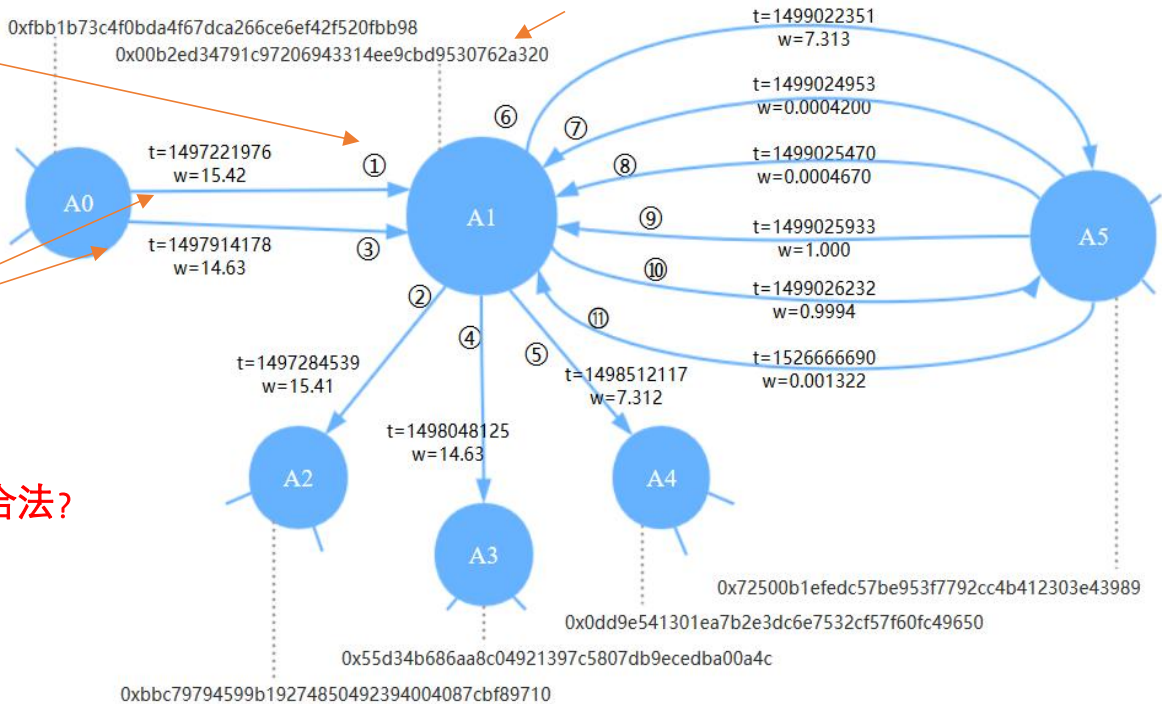 0xfbb1b73c4f0bda4f67dca266ce6ef42f520fbb98
0x00b2ed34791c97206943314ee9cbd9530762a320
t=1499022351
w=7.313
⑥
⑦
t=1499024953
w=0.0004200
t=1497221976
w=15.42
①
⑧
t=1499025470
w=0.0004670
A0
A1
⑨
t=1499025933
w=1.000
A5
t=1497914178
w=14.63
③
⑩
t=1499026232
w=0.9994
②
④
⑤
⑪
t=1526666690
w=0.001322
t=1497284539
w=15.41
t=1498512117
w=7.312
t=1498048125
w=14.63
A2
A4
合法?
A3
0x72500b1efedc57be953f7792cc4b412303e43989
0x0dd9e541301ea7b2e3dc6e7532cf57f60fc49650
0x55d34b686aa8c04921397c5807db9ecedba00a4c
0xbbc79794599b19274850492394004087cbf89710